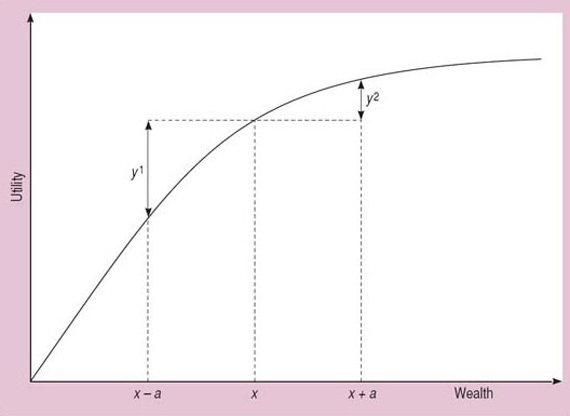 y²
y¹
Utility
x – a
x
x + a
Wealth